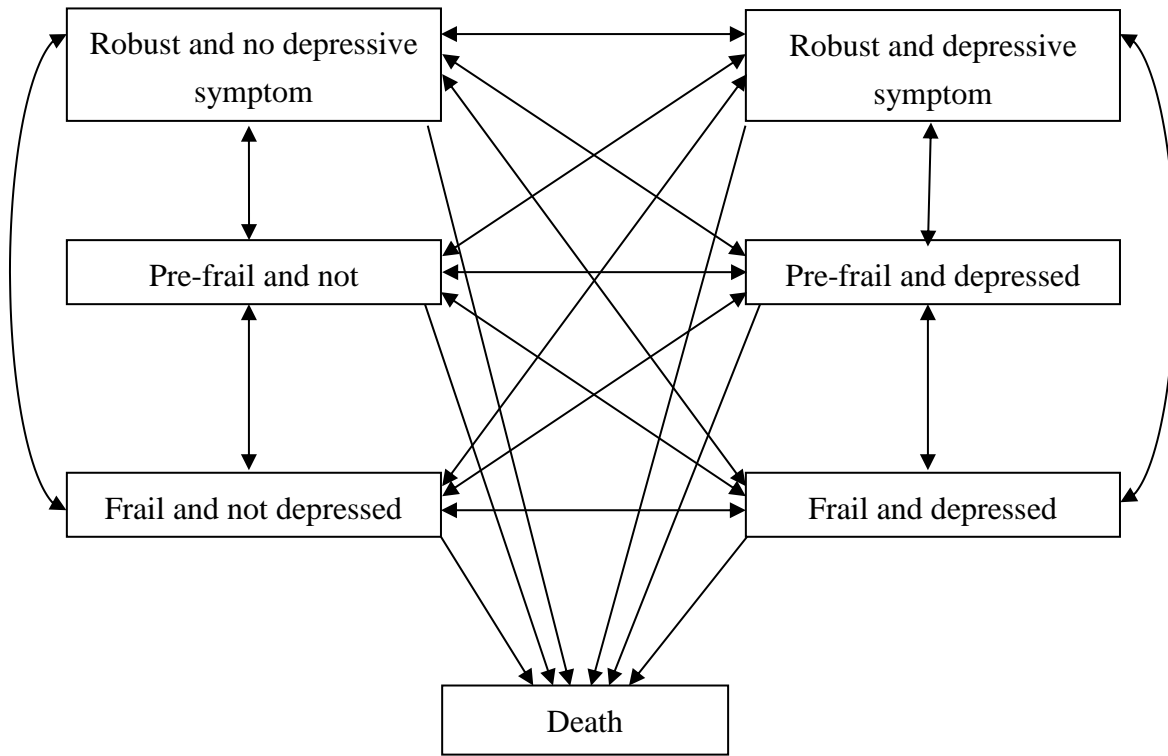 Robust and no depressive
symptom
Robust and depressive
symptom
Pre-frail and not
Pre-frail and depressed
Frail and not depressed
Frail and depressed
Death